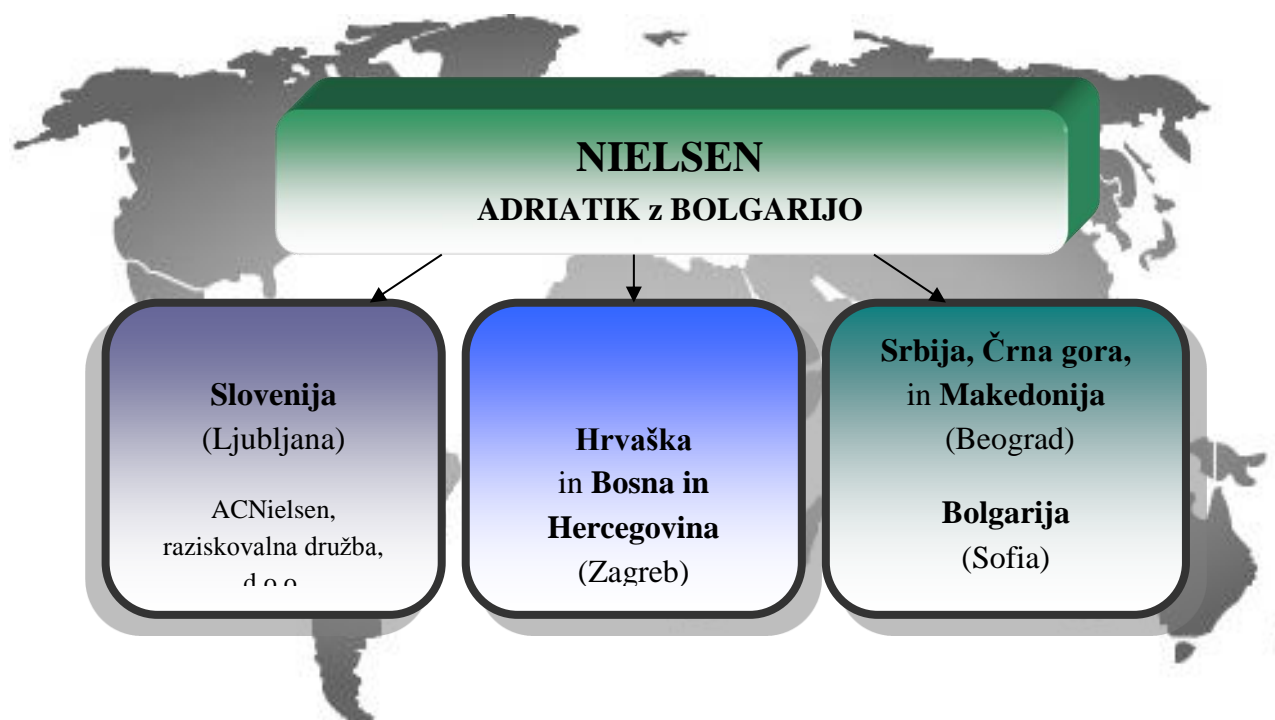 NIELSEN
ADRIATIK z BOLGARIJO
Slovenija
(Ljubljana)
ACNielsen,
raziskovalna družba,
d.o.o.
Hrvaška
in Bosna in
Hercegovina
(Zagreb)
Srbija, Črna gora,
in Makedonija
(Beograd)
Bolgarija
(Sofia)